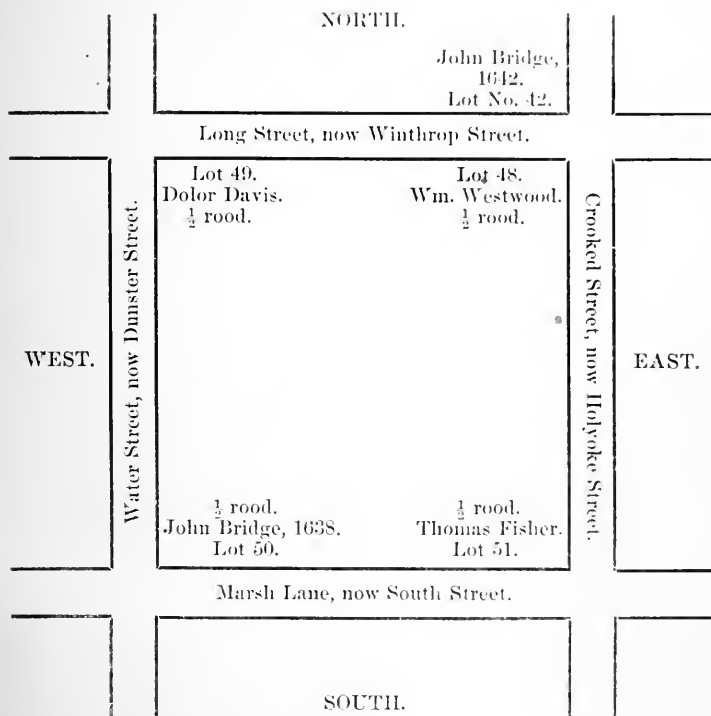 NORTH.
John Bridge,
1642.
Lot No. 42.
Long Street, now Winthrop Street.
Lot 49.
Dolor Davis.
½ rood.
Lot 48.
Wm. Westwood.
½ rood.
Water Street, now Dunster Street.
Crooked Street, now Holyoke Street.
WEST.
EAST.
½ rood.
John Bridge, 1638.
Lot 50.
½ rood.
Thomas Fisher.
Lot 51.
Marsh Lane, now South Street.
SOUTH.